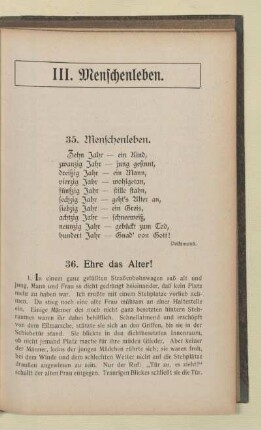 III. Menschenleben.
35. Menschenleben.
Zehn Jahr — ein Kind,
zwanzig Jahr — jung gesinnt,
dreißig Jahr — ein Mann,
vierzig Jahr — wohlgetan,
fünfzig Jahr — stille stahn,
sechzig Jahr — geht's Alter an,
siebzig Jahr — ein Greis,
achtzig Jahr — schneeweiß,
neunzig Jahr — gebückt zum Tod,
hundert Jahr — Gnad' von Gott!
Volksmund.
36. Ehre das Alter!
1. In einem ganz gefüllten Straßenbahnwagen saß alt und
jung, Mann und Frau so dicht gedrängt beieinander, daß kein Platz
mehr zu haben war. Ich mußte mit einem Stehplatz vorlieb neh-
men. Da stieg noch eine alte Frau mühsam an einer Haltestelle
ein. Einige Männer des noch nicht ganz besetzten hintern Steh-
raumes waren ihr dabei behilflich. Schnellatmend und erschöpft
von dem Eilmarsche, stützte sie sich an den Griffen, bis sie in der
Schiebetür stand. Sie blickte in den dichtbesetzten Innenraum,
ob nicht jemand Platz mache für ihre müden Glieder. Aber keiner
der Männer, keins der jungen Mädchen rührte sich; sie waren froh,
bei dem Winde und dem schlechten Wetter nicht auf die Stehplätze
draußen angewiesen zu sein. Nur der Ruf: „Tür zu, es zieht!"
schallt der alten Frau entgegen. Traurigen Blickes schließt sie die Tür.